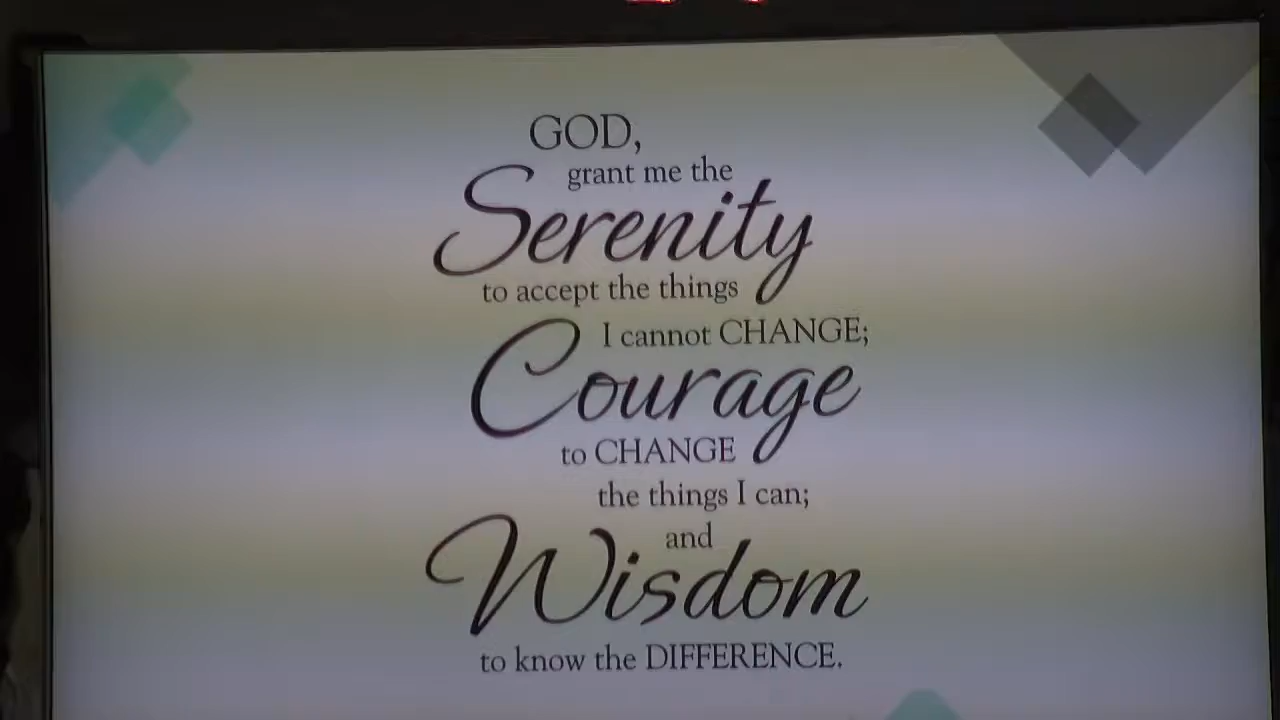 GOD,
grant me the
Serenity
to accept the things
I cannot CHANGE;
Courage
to CHANGE
the things I can;
and
Wisdom
to know the DIFFERENCE.